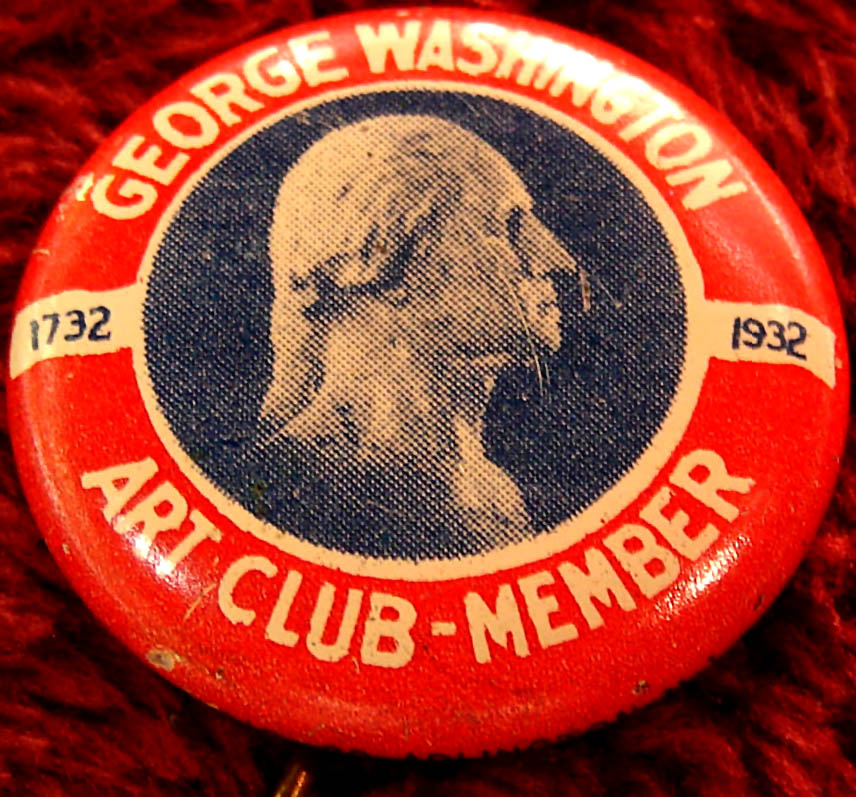 GEORGE WASHINGTON
1732
1932
ART CLUB-MEMBER